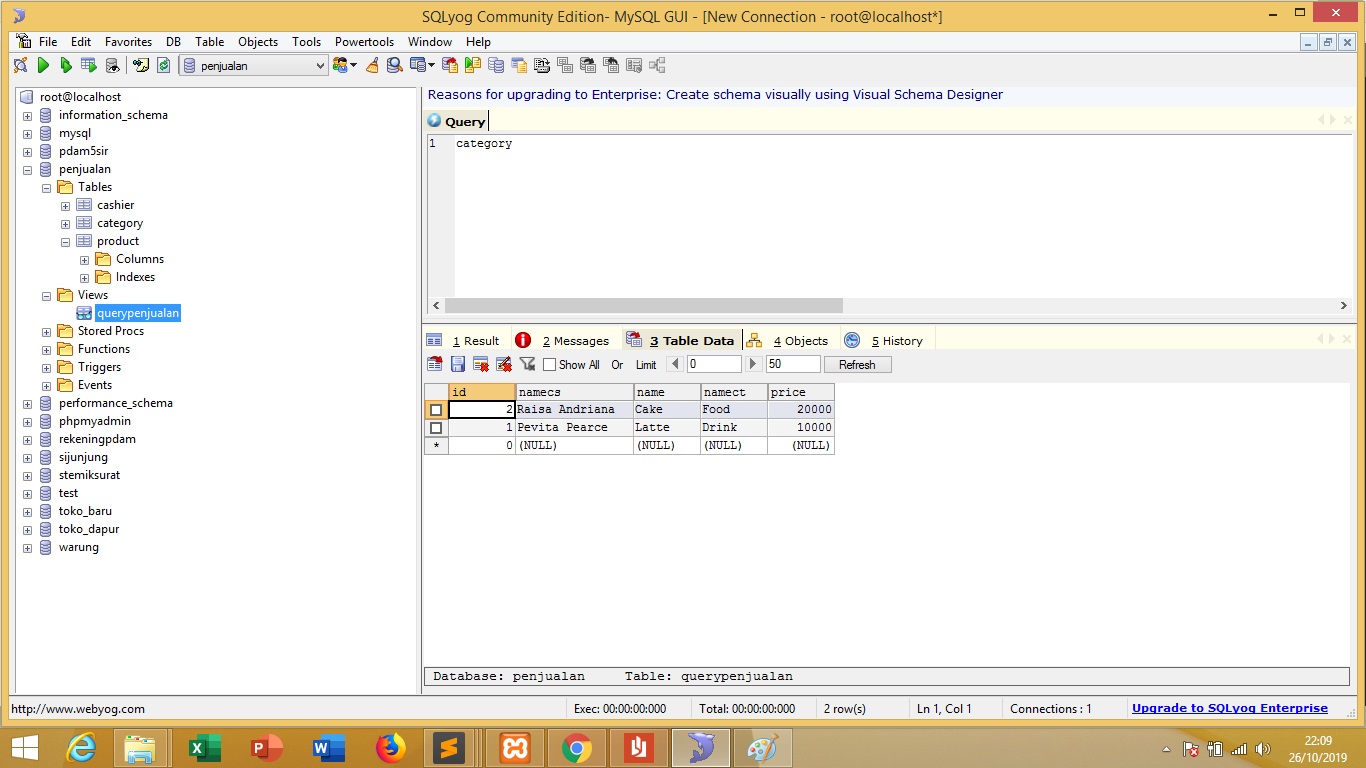 SQLyog Community Edition- MySQL GUI - [New Connection - root@localhost*]
File Edit Favorites DB Table Objects Tools Powertools Window Help
penjualan
root@localhost
information_schema
mysql
pdam5sir
penjualan
Tables
cashier
category
product
Columns
Indexes
Views
querypenjualan
Stored Procs
Functions
Triggers
Events
performance_schema
phpmyadmin
rekeningpdam
sijunjung
stemiksurat
test
toko_baru
toko_dapur
warung
Reasons for upgrading to Enterprise: Create schema visually using Visual Schema Designer
Query
1 category
1 Result 2 Messages 3 Table Data 4 Objects 5 History
Show All Or Limit 0 50 Refresh
id namecs name namect price
2 Raisa Andriana Cake Food 20000
1 Pevita Pearce Latte Drink 10000
* 0 (NULL) (NULL) (NULL) (NULL)
Database: penjualan Table: querypenjualan
http://www.webyog.com Exec: 00:00:00:000 Total: 00:00:00:000 2 row(s) Ln 1, Col 1 Connections : 1 Upgrade to SQLyog Enterprise
22:09
26/10/2019